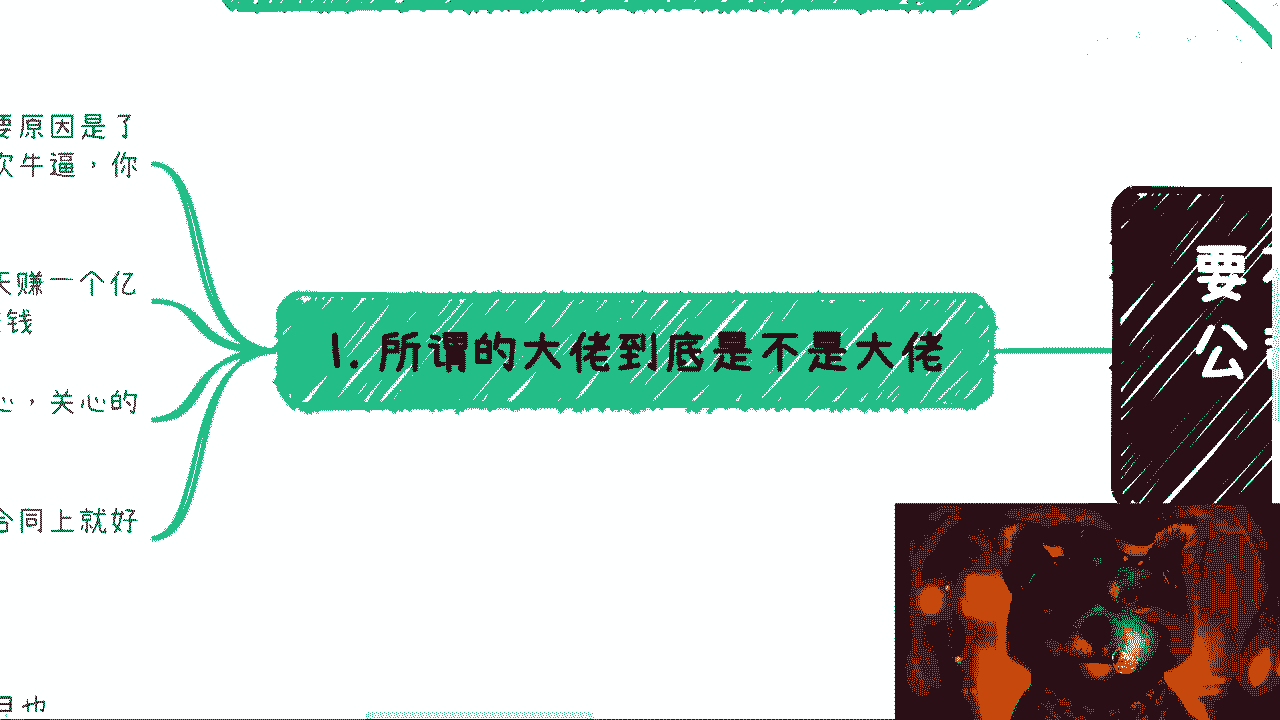 要原因是了
吹牛逼，你
天赚一个亿
钱
心，关心的
合同上就好
1. 所谓的大佬到底是不是大佬
要
公